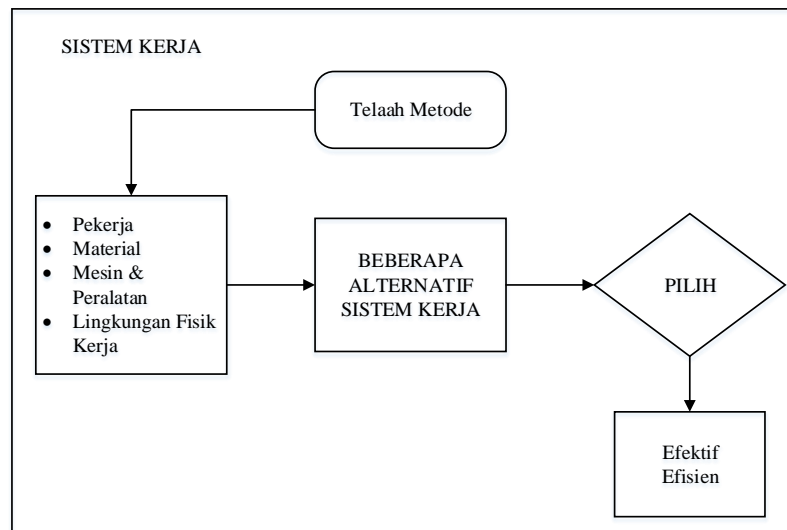 SISTEM KERJA
Telaah Metode
• Pekerja
• Material
• Mesin &
Peralatan
• Lingkungan Fisik
Kerja
BEBERAPA
ALTERNATIF
SISTEM KERJA
PILIH
Efektif
Efisien